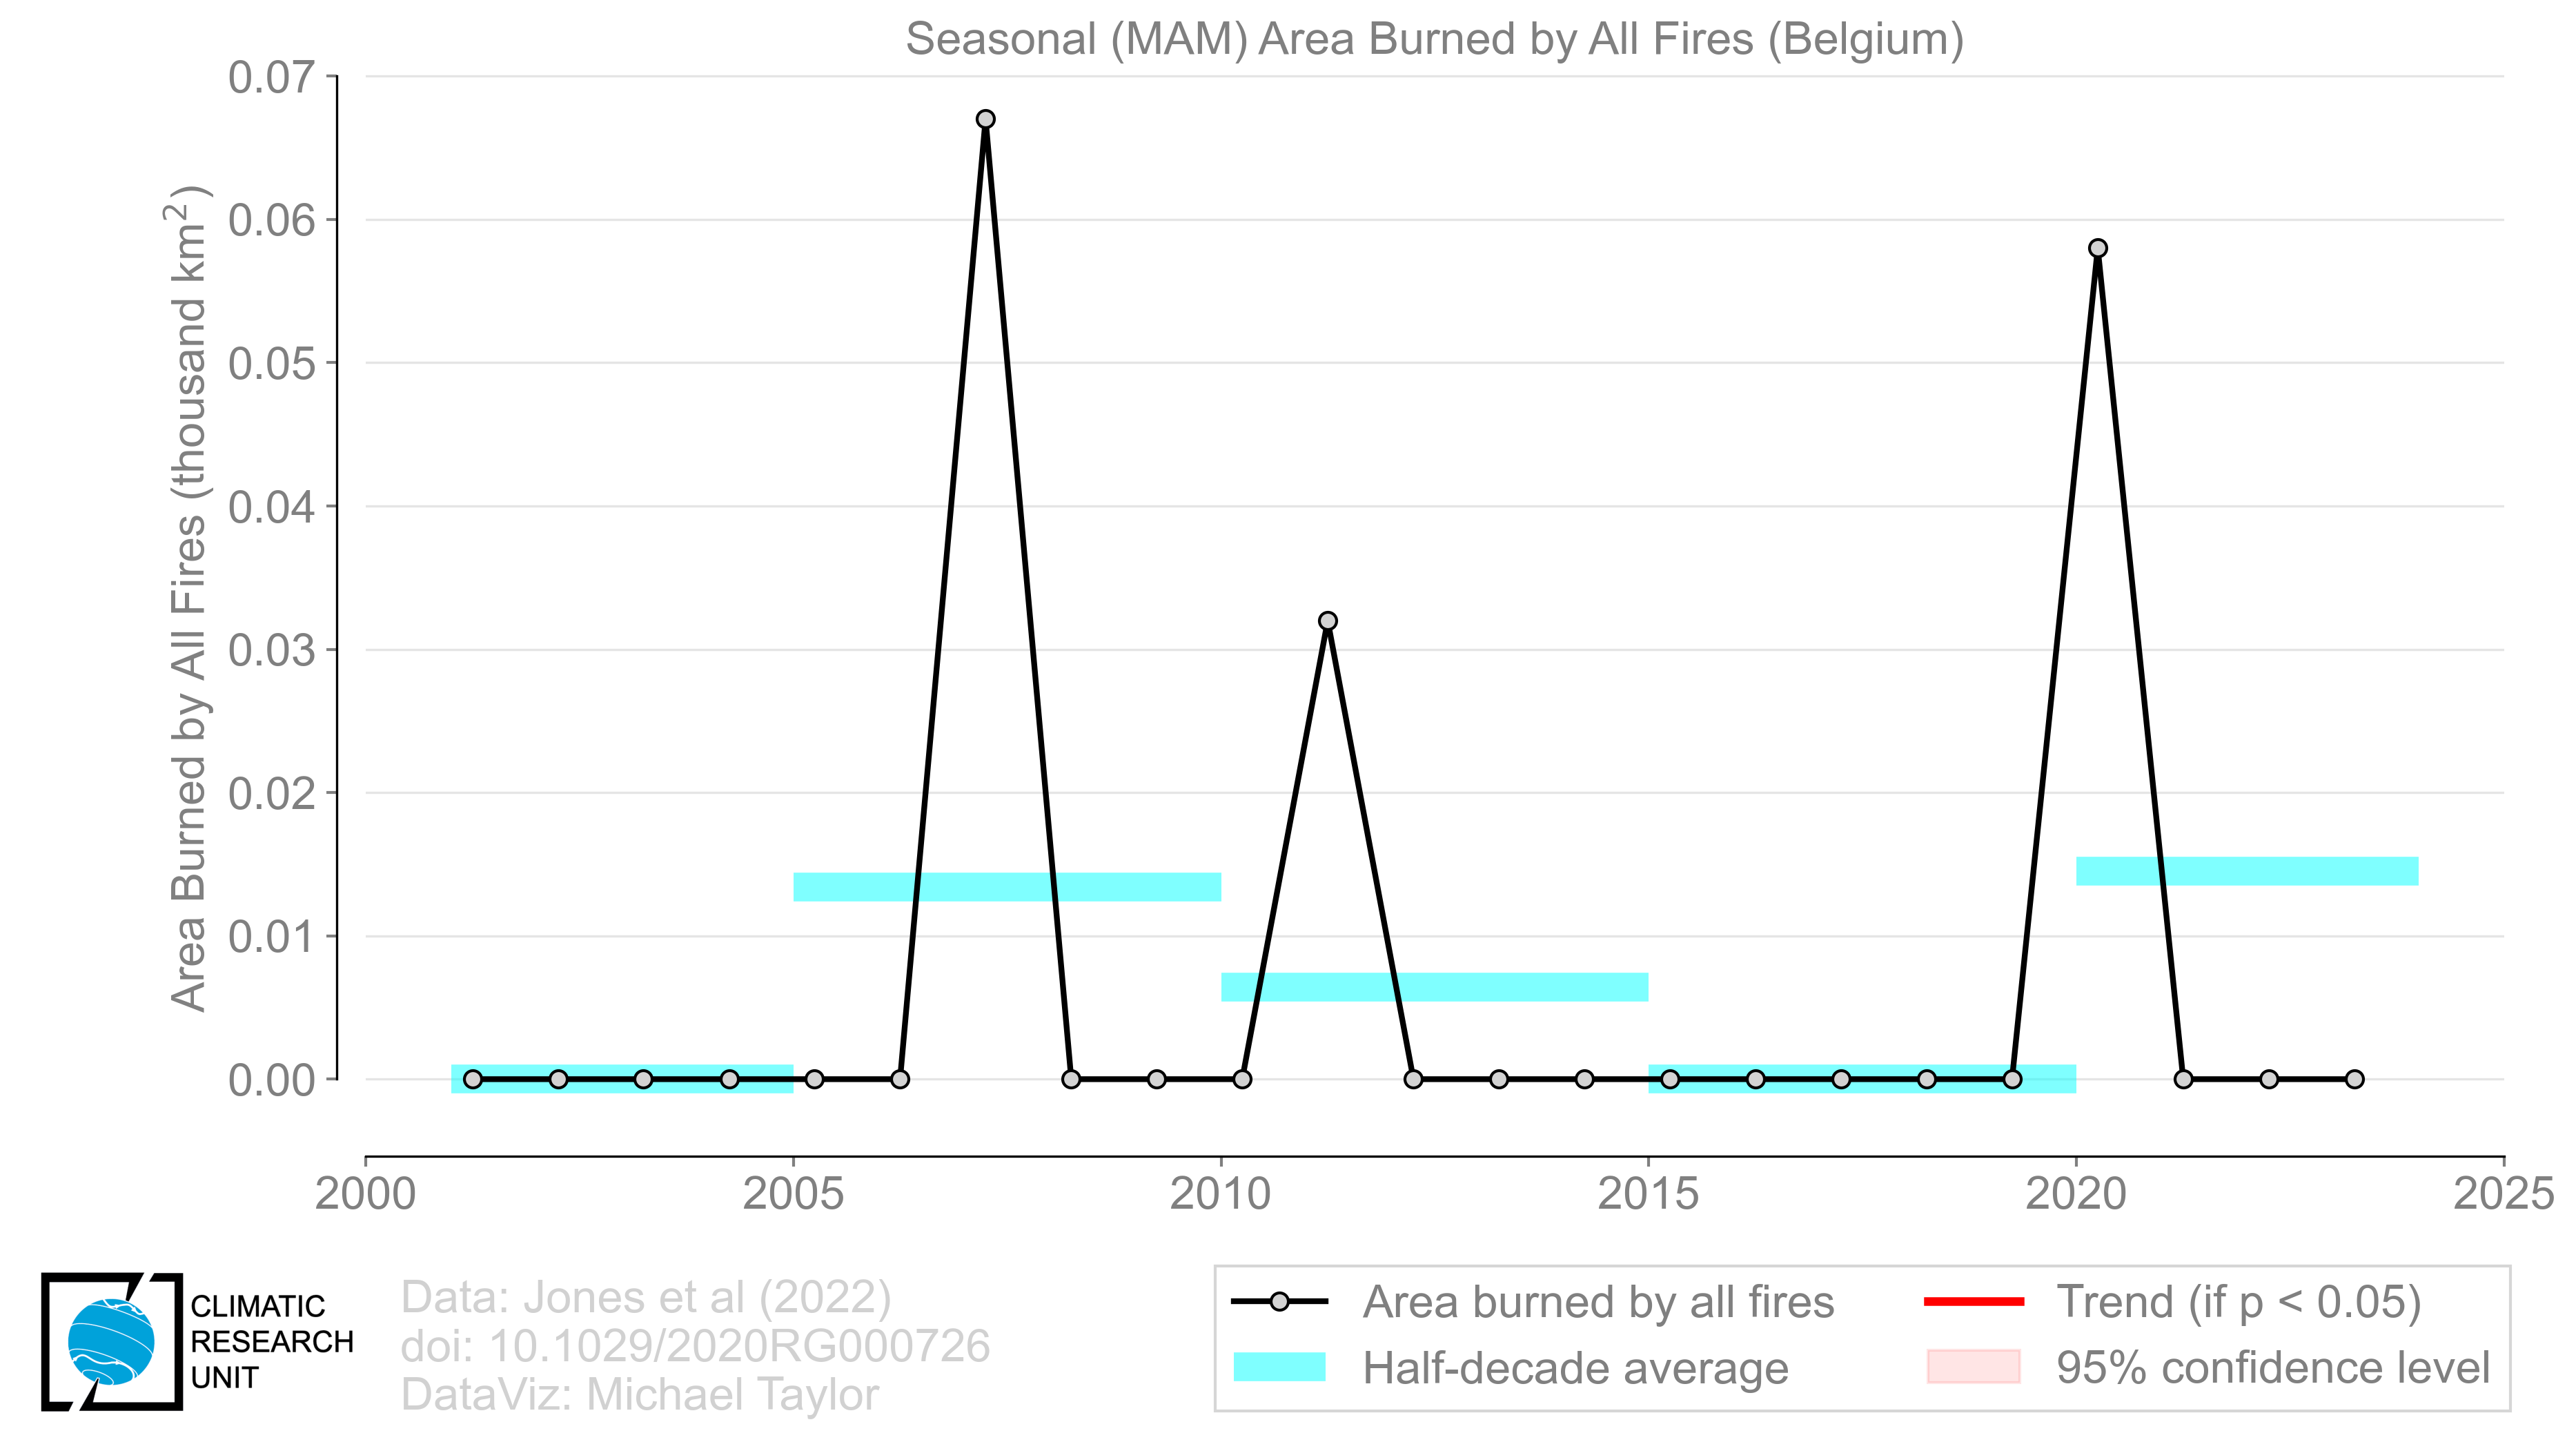 Seasonal (MAM) Area Burned by All Fires (Belgium)
Area Burned by All Fires (thousand km²)
0.07
0.06
0.05
0.04
0.03
0.02
0.01
0.00
2000 2005 2010 2015 2020 2025
CLIMATIC
RESEARCH
UNIT
Data: Jones et al (2022)
doi: 10.1029/2020RG000726
DataViz: Michael Taylor
Area burned by all fires
Half-decade average
Trend (if p < 0.05)
95% confidence level